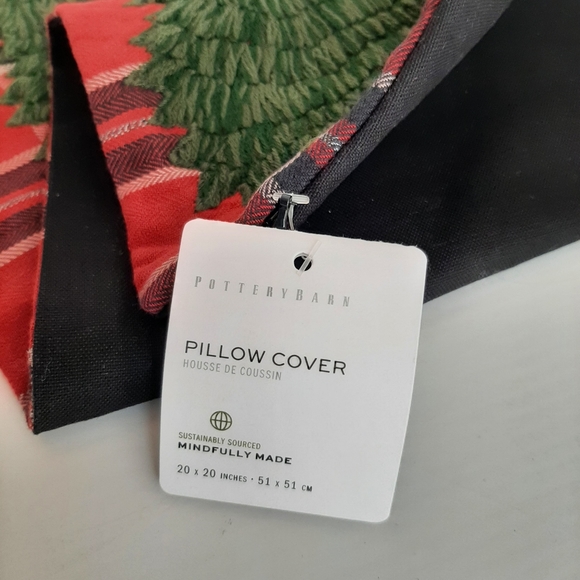 POTTERYBARN
PILLOW COVER
HOUSSE DE COUSSIN
SUSTAINABLY SOURCED
MINDFULLY MADE
20 x 20 INCHES · 51 x 51 CM